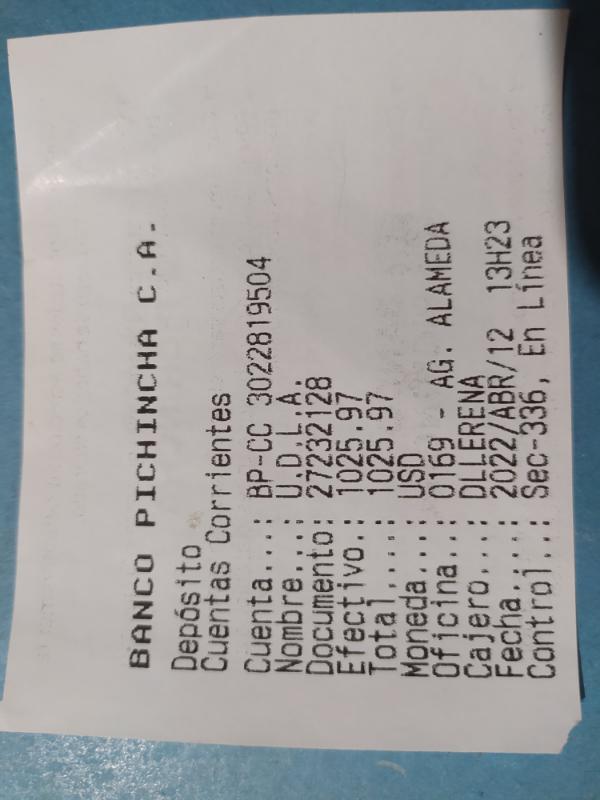 BANCO PICHINCHA C.A.
Depósito
Cuentas Corrientes
Cuenta...: BP-CC 3022819504
Nombre...: U.D.L.A.
Documento: 27232128
Efectivo.: 1025.97
Total....: 1025.97
Moneda...: USD
Oficina..: 0169 - AG. ALAMEDA
Cajero...: DLLERENA
Fecha....: 2022/ABR/12 13H23
Control..: Sec-336, En Línea